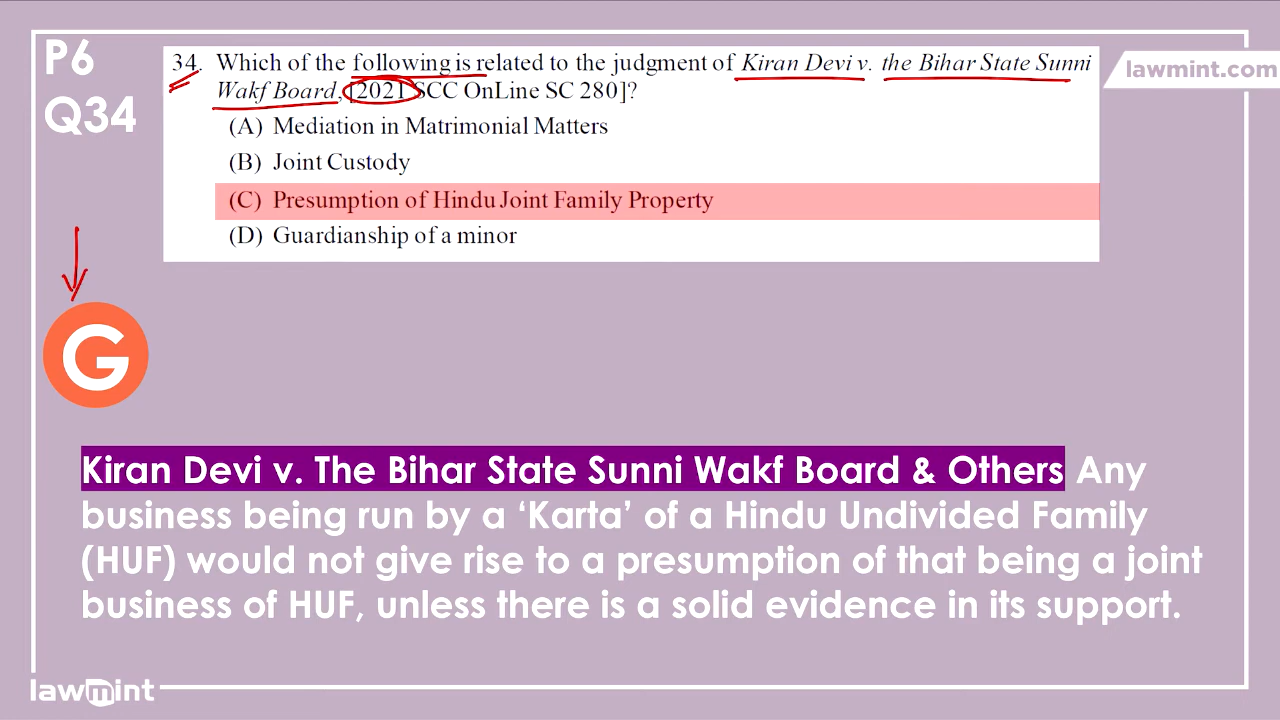 P6
Q34
34. Which of the following is related to the judgment of Kiran Devi v. the Bihar State Sunni
Wakf Board, [2021 SCC OnLine SC 280]?
(A) Mediation in Matrimonial Matters
(B) Joint Custody
(C) Presumption of Hindu Joint Family Property
(D) Guardianship of a minor
lawmint.com
G
Kiran Devi v. The Bihar State Sunni Wakf Board & Others Any
business being run by a ‘Karta’ of a Hindu Undivided Family
(HUF) would not give rise to a presumption of that being a joint
business of HUF, unless there is a solid evidence in its support.
lawmint